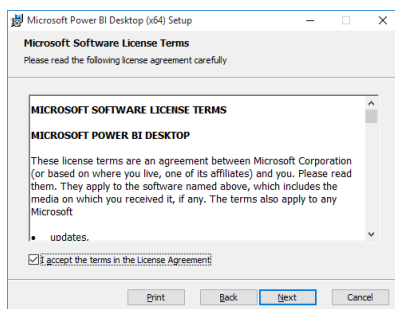 Microsoft Power BI Desktop (x64) Setup
Microsoft Software License Terms
Please read the following license agreement carefully
MICROSOFT SOFTWARE LICENSE TERMS
MICROSOFT POWER BI DESKTOP
These license terms are an agreement between Microsoft Corporation
(or based on where you live, one of its affiliates) and you. Please read
them. They apply to the software named above, which includes the
media on which you received it, if any. The terms also apply to any
Microsoft
• updates,
I accept the terms in the License Agreement
Print Back Next Cancel